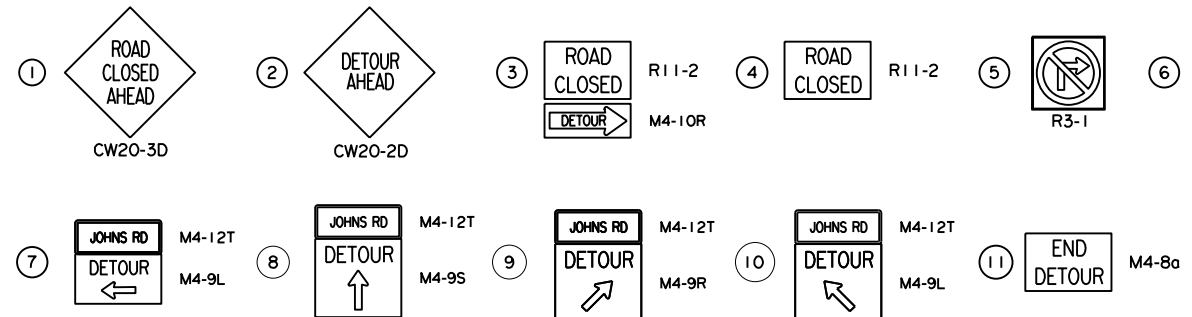 1
ROAD
CLOSED
AHEAD
CW20-3D
2
DETOUR
AHEAD
CW20-2D
3
ROAD
CLOSED
R11-2
DETOUR
M4-10R
4
ROAD
CLOSED
R11-2
5
R3-1
6
7
JOHNS RD
M4-12T
DETOUR
M4-9L
8
JOHNS RD
M4-12T
DETOUR
M4-9S
9
JOHNS RD
M4-12T
DETOUR
M4-9R
10
JOHNS RD
M4-12T
DETOUR
M4-9L
11
END
DETOUR
M4-8a